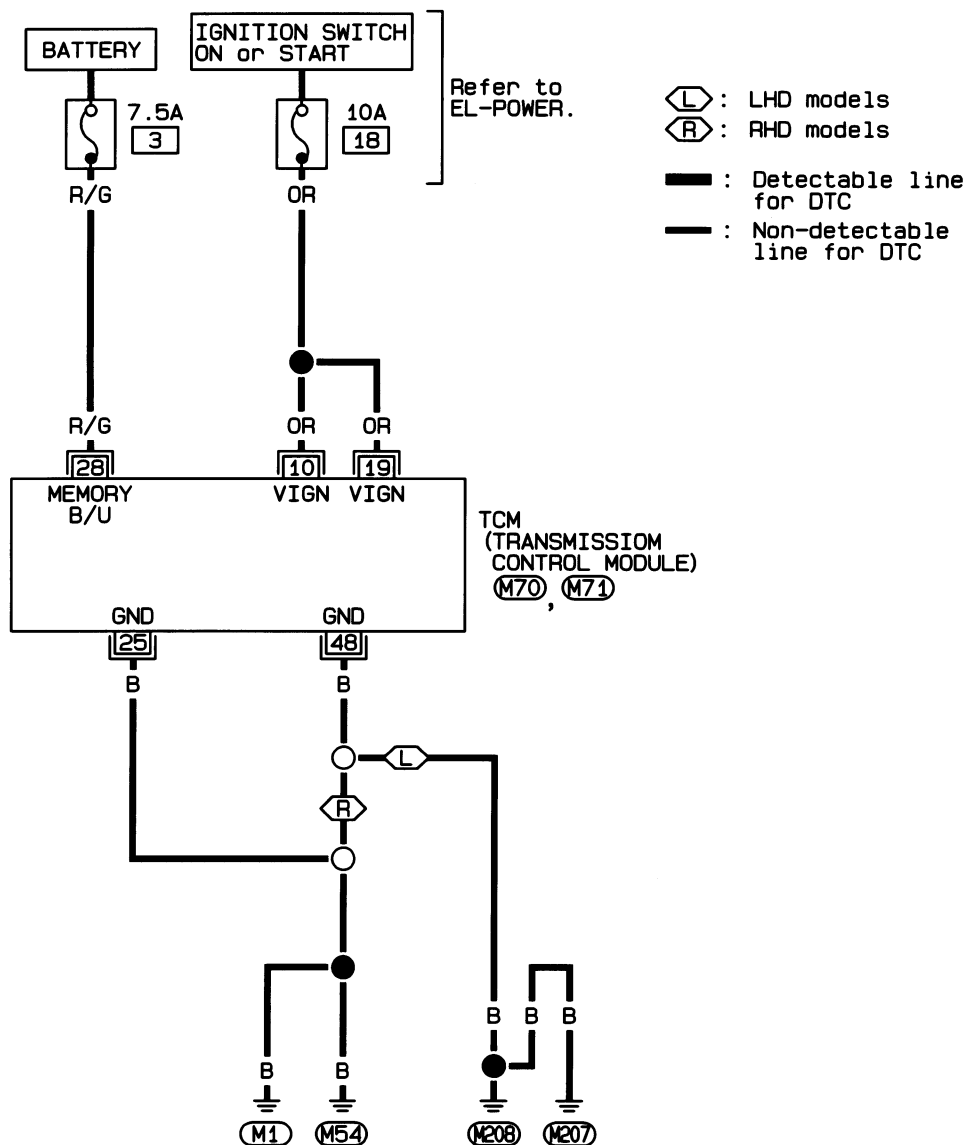 BATTERY
IGNITION SWITCH
ON or START
Refer to
EL-POWER.
7.5A
3
10A
18
L : LHD models
R : RHD models
: Detectable line
for DTC
: Non-detectable
line for DTC
R/G
OR
R/G
OR
OR
28
10
19
MEMORY
B/U
VIGN
VIGN
TCM
(TRANSMISSIOM
CONTROL MODULE)
M70 , M71
GND
GND
25
48
B
B
L
R
B
B
B
B
B
M1
M54
M208
M207